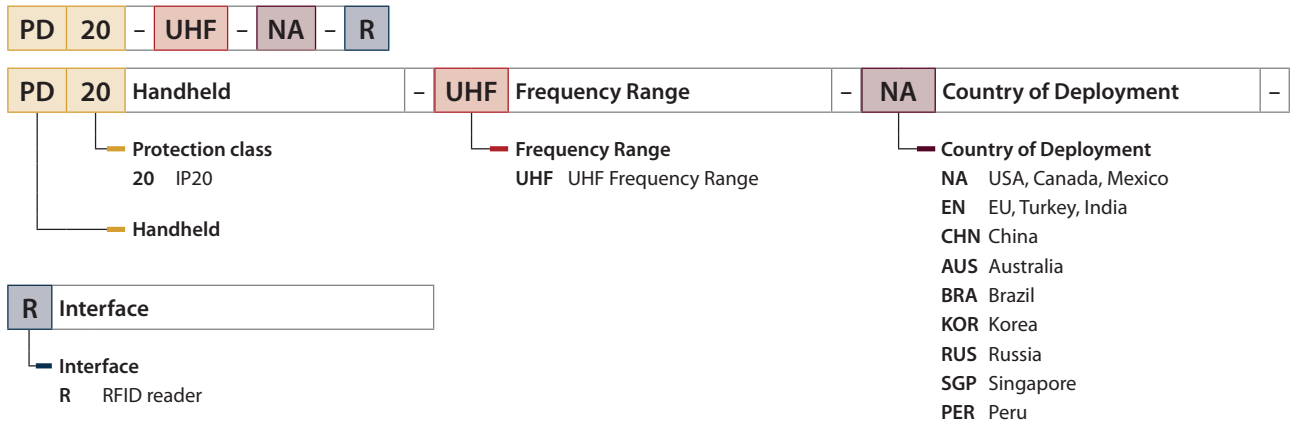 PD 20 – UHF – NA – R
PD 20 Handheld – UHF Frequency Range – NA Country of Deployment –
Protection class
20 IP20
Handheld
Frequency Range
UHF UHF Frequency Range
Country of Deployment
NA USA, Canada, Mexico
EN EU, Turkey, India
CHN China
AUS Australia
BRA Brazil
KOR Korea
RUS Russia
SGP Singapore
PER Peru
R Interface
Interface
R RFID reader